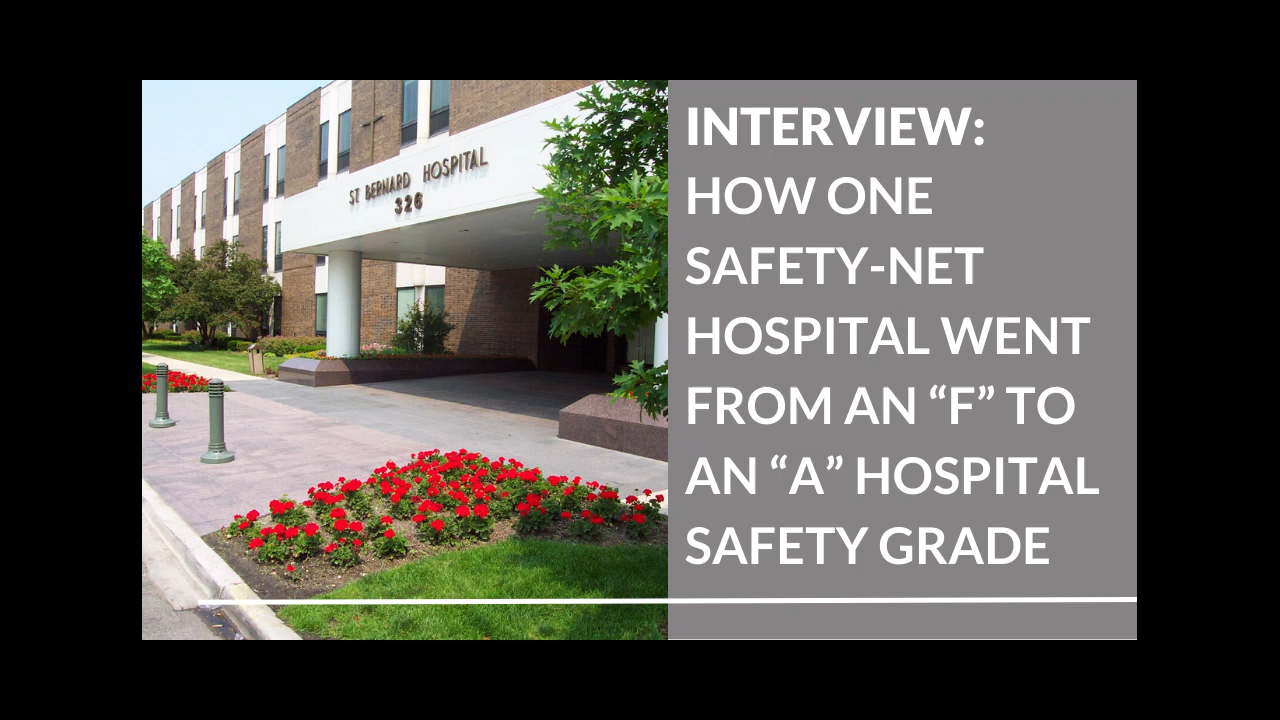 ST BERNARD HOSPITAL
326
INTERVIEW:
HOW ONE
SAFETY-NET
HOSPITAL WENT
FROM AN “F” TO
AN “A” HOSPITAL
SAFETY GRADE